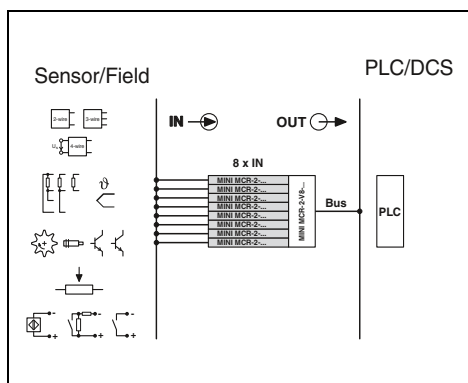 Sensor/Field
PLC/DCS
2-wire
3-wire
4-wire
IN
OUT
8 x IN
MINI MCR-2-...
MINI MCR-2-...
MINI MCR-2-...
MINI MCR-2-...
MINI MCR-2-...
MINI MCR-2-...
MINI MCR-2-...
MINI MCR-2-...
MINI MCR-2-V8-...
Bus
PLC
ϑ
-
+
-
+
-
+